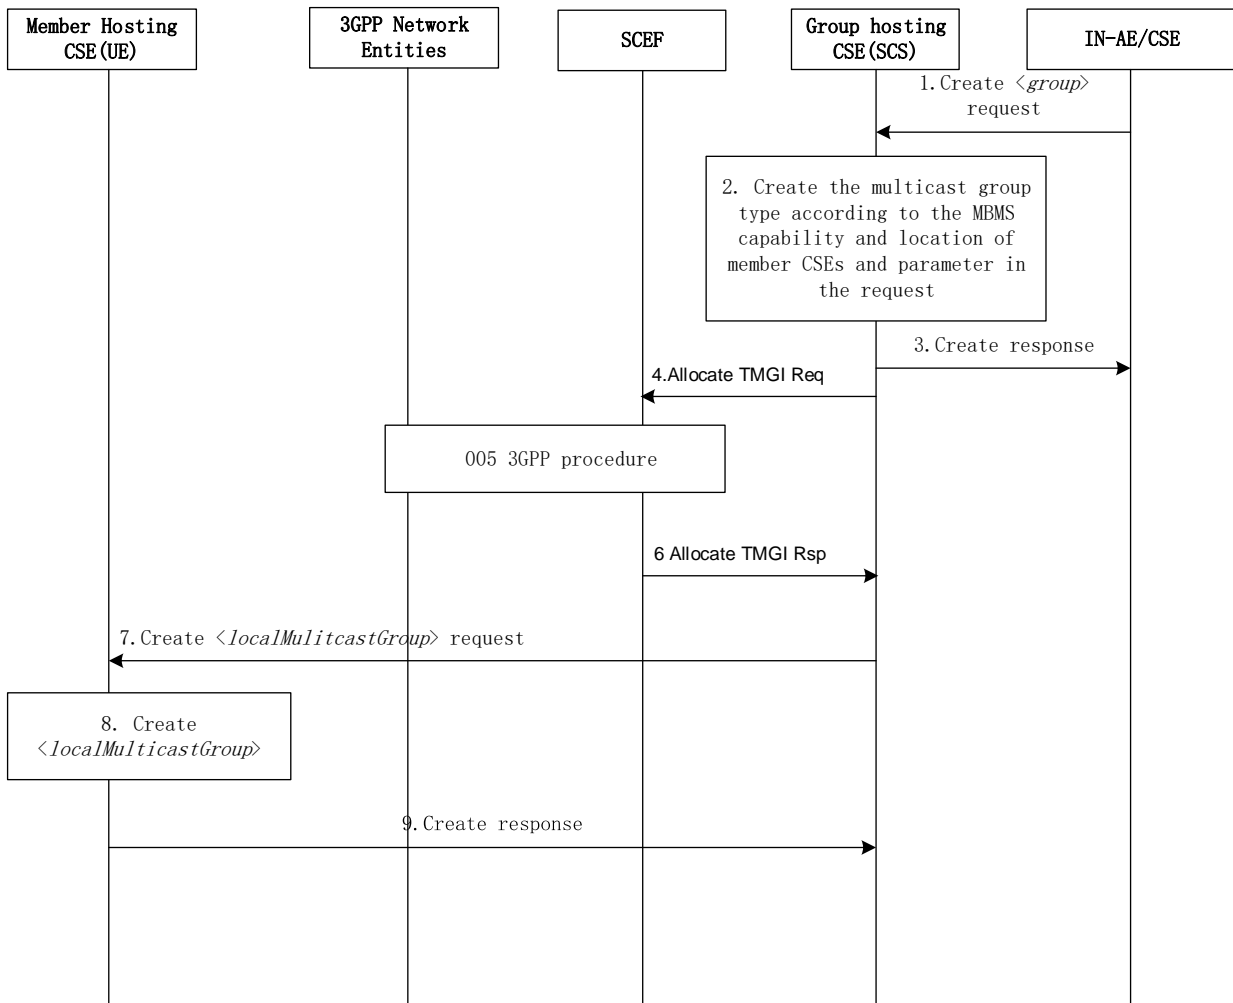 Member Hosting
CSE(UE)
3GPP Network
Entities
SCEF
Group hosting
CSE(SCS)
IN-AE/CSE
1.Create <group>
request
2. Create the multicast group
type according to the MBMS
capability and location of
member CSEs and parameter in
the request
3.Create response
4.Allocate TMGI Req
005 3GPP procedure
6 Allocate TMGI Rsp
7.Create <localMulitcastGroup> request
8. Create
<localMulticastGroup>
9.Create response